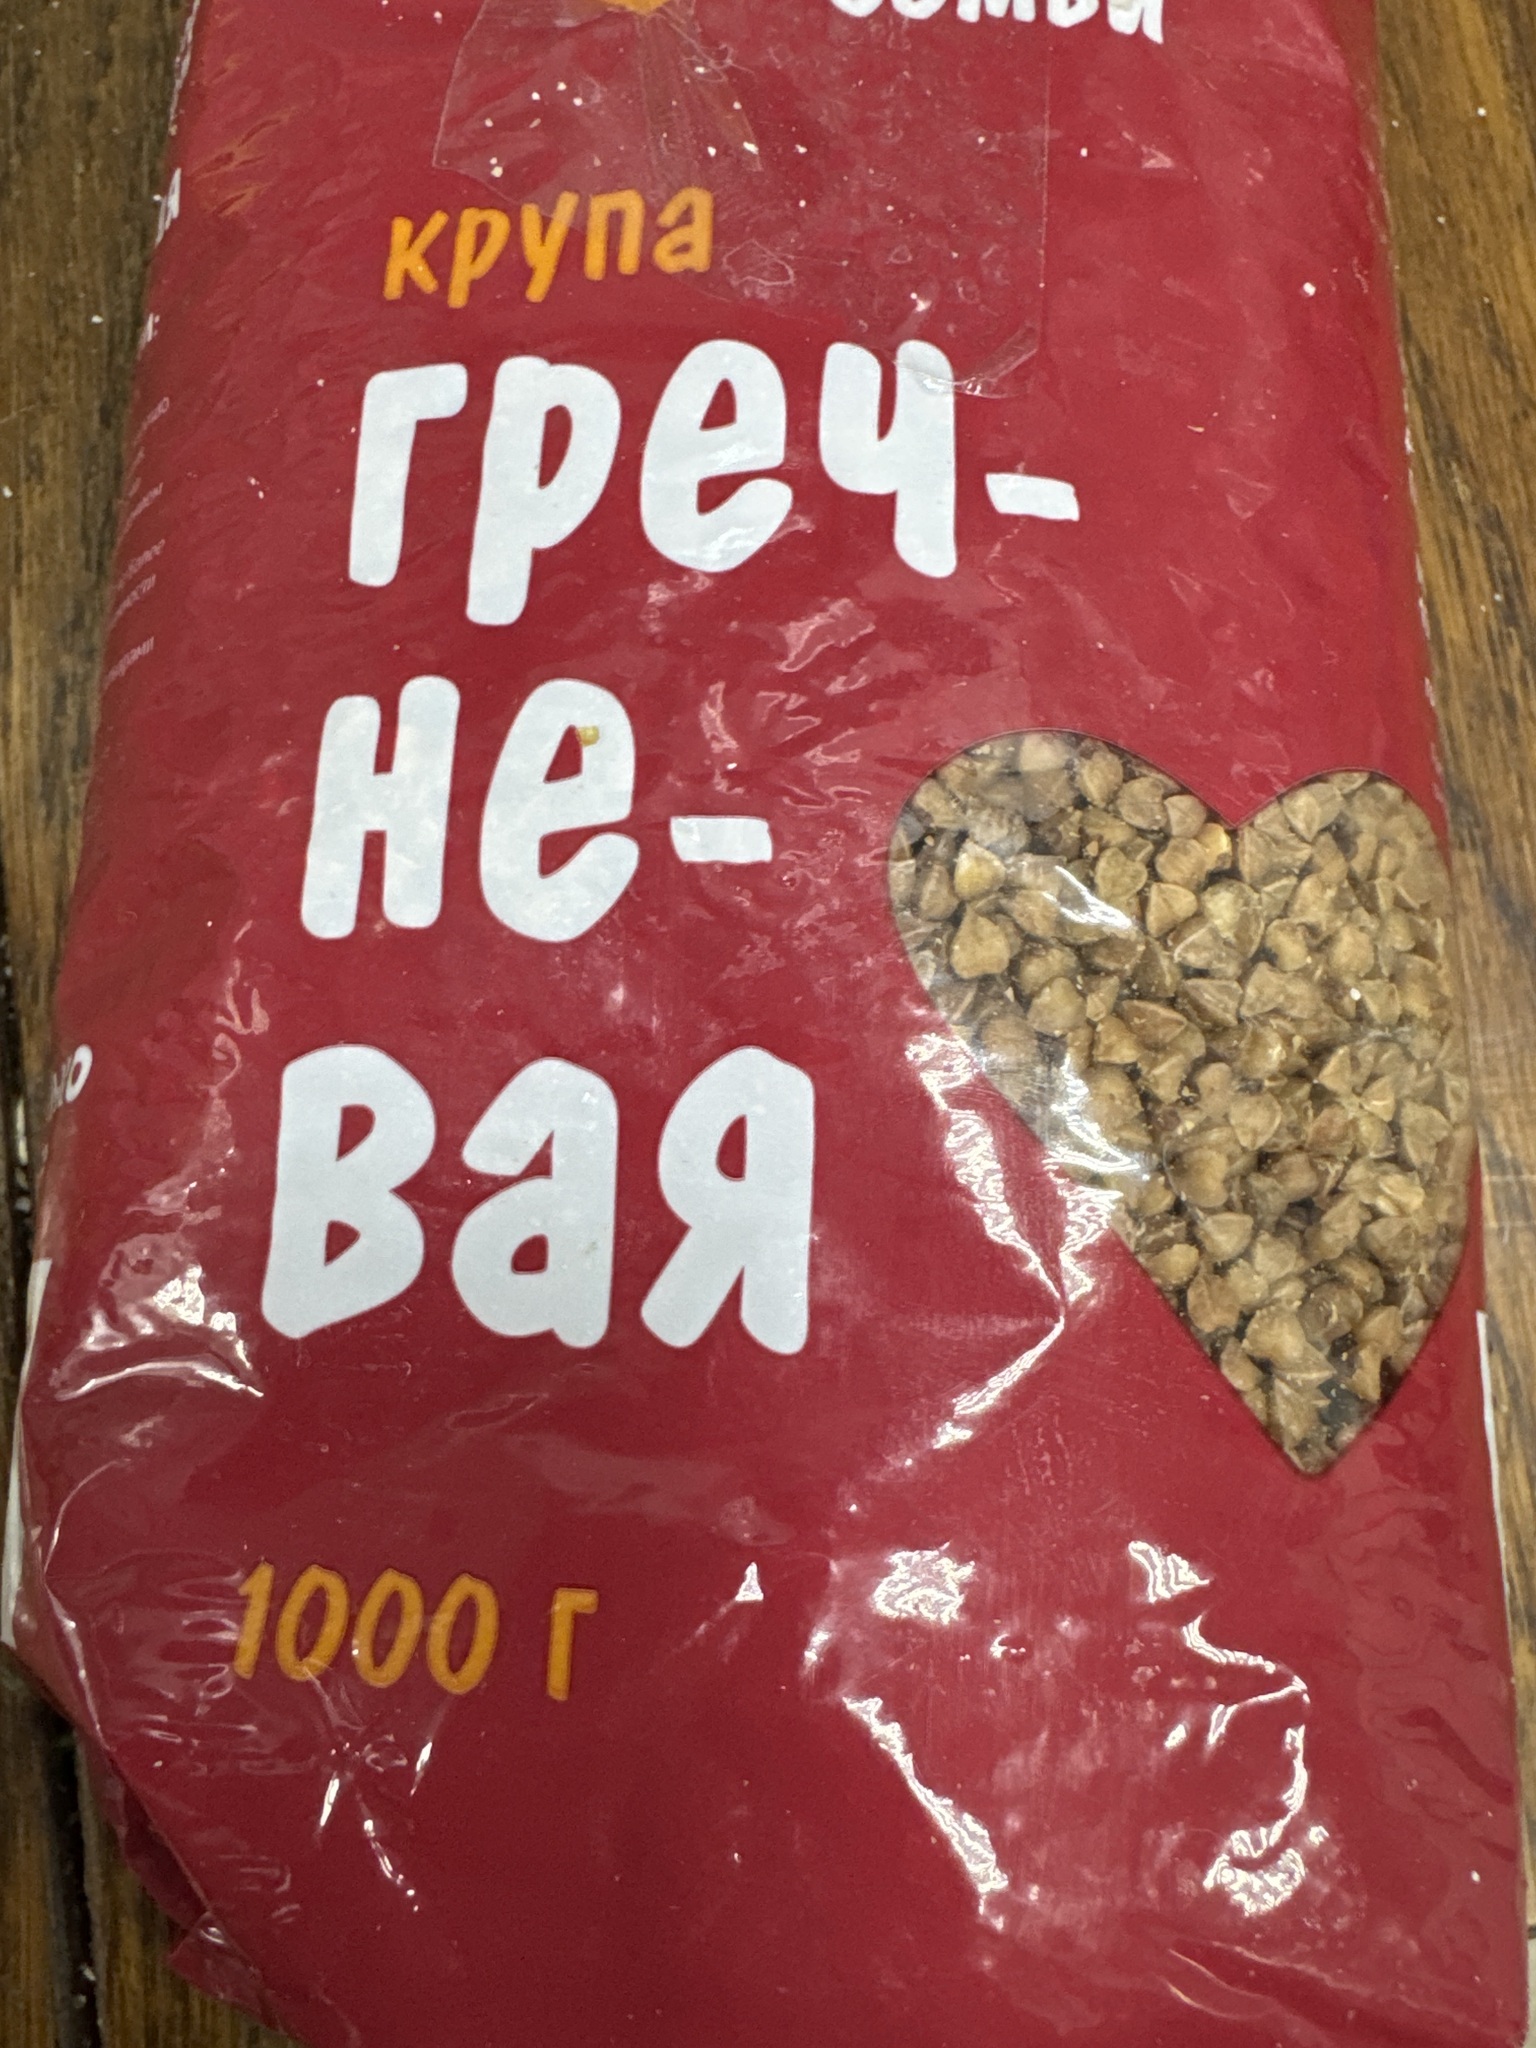 крупа
греч-
не-
вая
1000 г